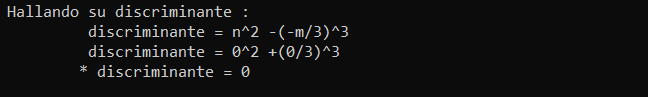 Hallando su discriminante :
discriminante = n^2 -(-m/3)^3
discriminante = 0^2 +(0/3)^3
* discriminante = 0